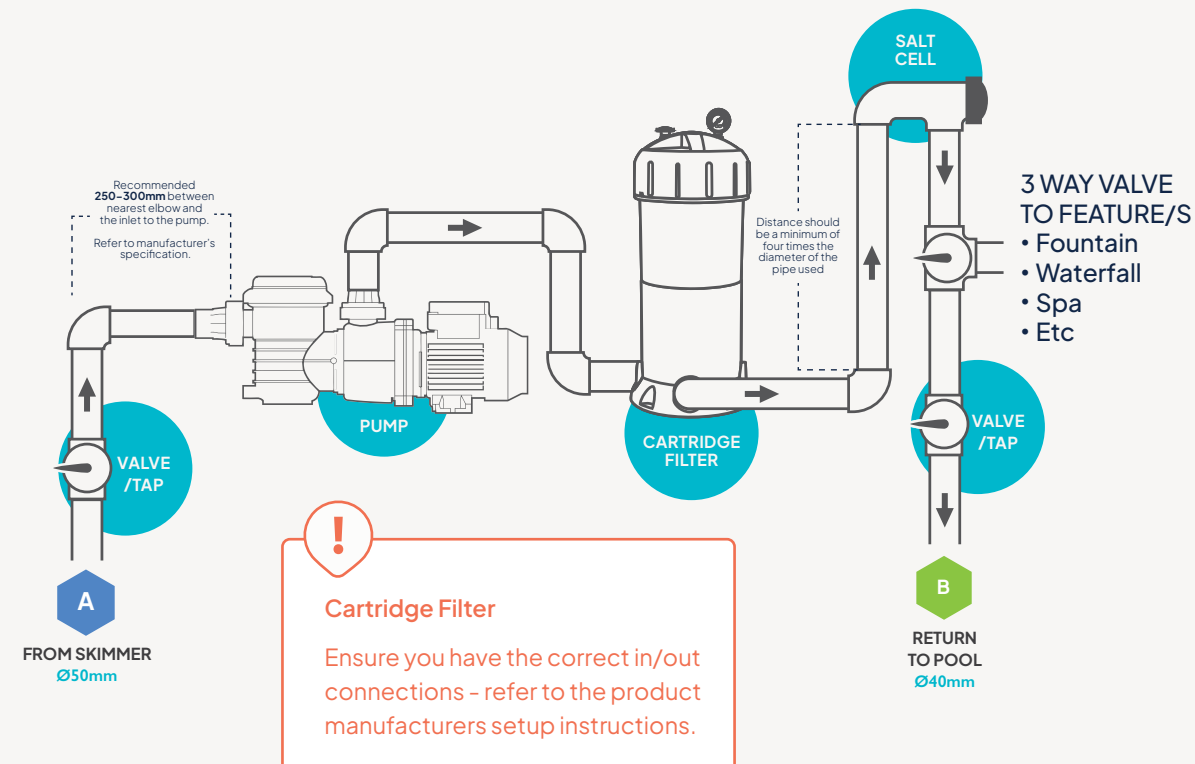 SALT
CELL
Recommended
250-300mm between
nearest elbow and
the inlet to the pump.
Refer to manufacturer's
specification.
Distance should
be a minimum of
four times the
diameter of the
pipe used
3 WAY VALVE
TO FEATURE/S
• Fountain
• Waterfall
• Spa
• Etc
PUMP
CARTRIDGE
FILTER
VALVE
/TAP
VALVE
/TAP
A
FROM SKIMMER
Ø50mm
!
Cartridge Filter
Ensure you have the correct in/out
connections - refer to the product
manufacturers setup instructions.
B
RETURN
TO POOL
Ø40mm